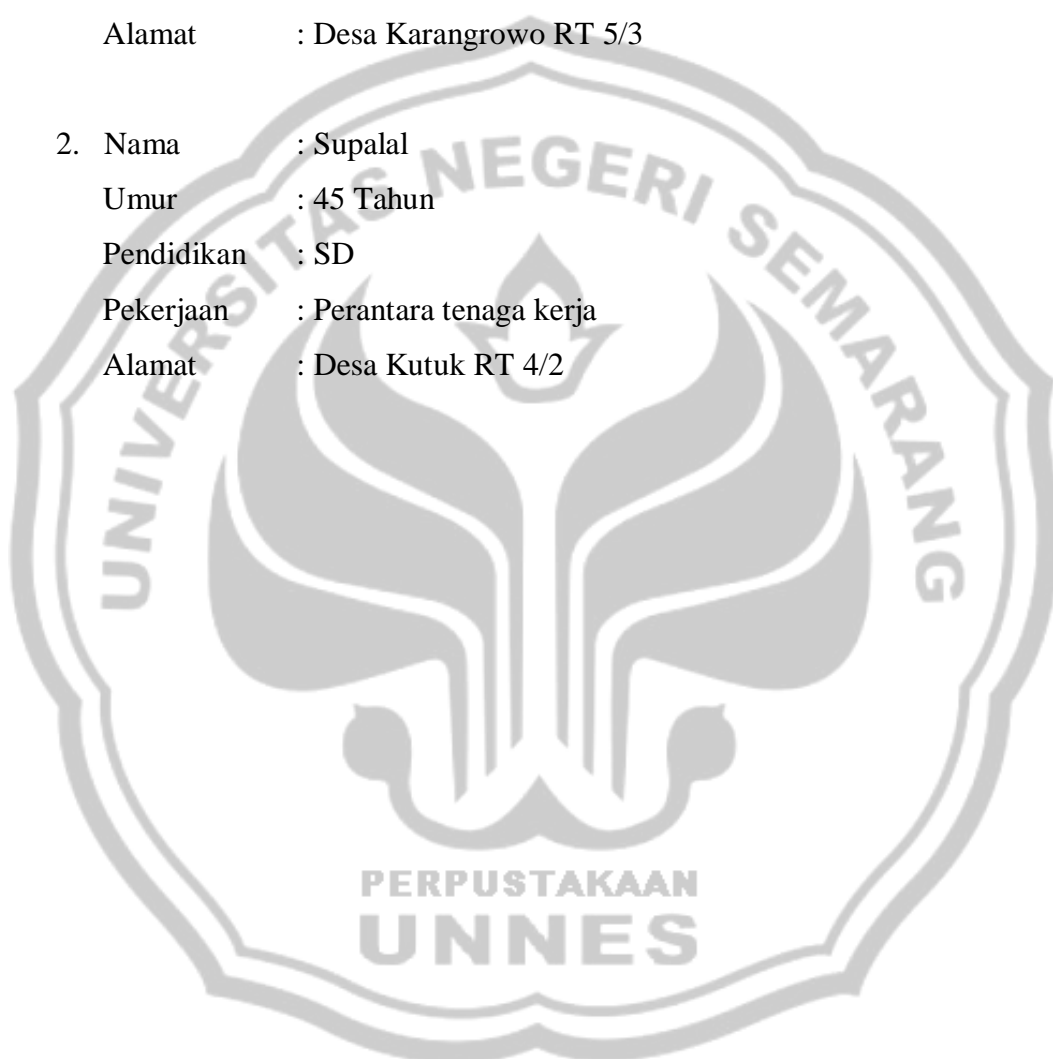 Alamat : Desa Karangrowo RT 5/3
2. Nama : Supalal
Umur : 45 Tahun
Pendidikan : SD
Pekerjaan : Perantara tenaga kerja
Alamat : Desa Kutuk RT 4/2
UNIVERSITAS NEGERI SEMARANG
PERPUSTAKAAN
UNNES